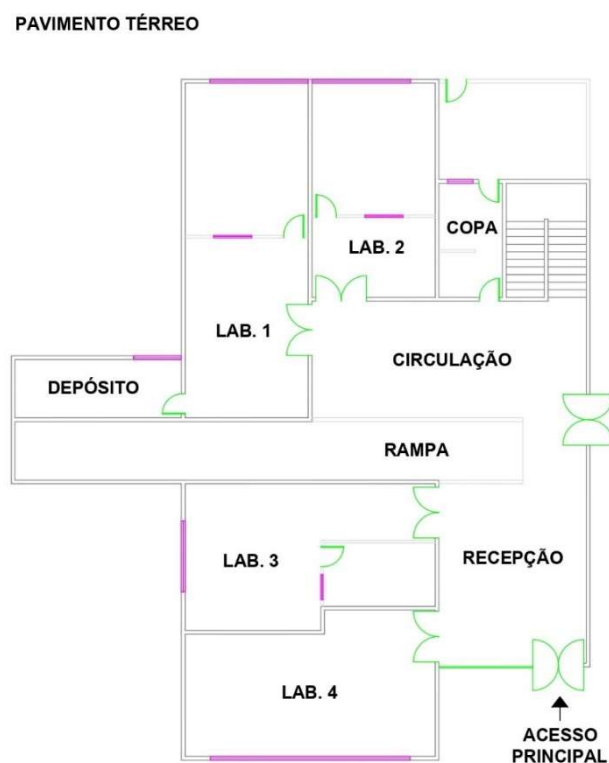 PAVIMENTO TÉRREO
COPA
LAB. 2
LAB. 1
CIRCULAÇÃO
DEPÓSITO
RAMPA
LAB. 3
RECEPÇÃO
LAB. 4
ACESSO
PRINCIPAL